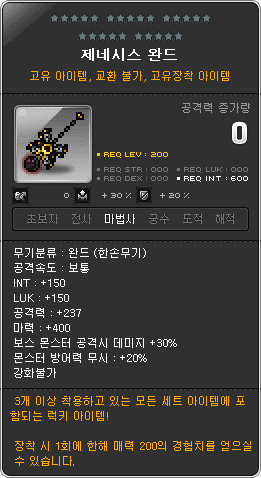 제네시스 완드
고유 아이템, 교환 불가, 고유장착 아이템
공격력 증가량
0
REQ LEV : 200
REQ STR : 000 REQ LUK : 000
REQ DEX : 000 REQ INT : 600
0 + 30 % + 20 %
초보자 전사 마법사 궁수 도적 해적
무기분류 : 완드 (한손무기)
공격속도 : 보통
INT : +150
LUK : +150
공격력 : +237
마력 : +400
보스 몬스터 공격시 데미지 +30%
몬스터 방어력 무시 : +20%
강화불가
3개 이상 착용하고 있는 모든 세트 아이템에 포
함되는 럭키 아이템!
장착 시 1회에 한해 매력 200의 경험치를 얻으실
수 있습니다.